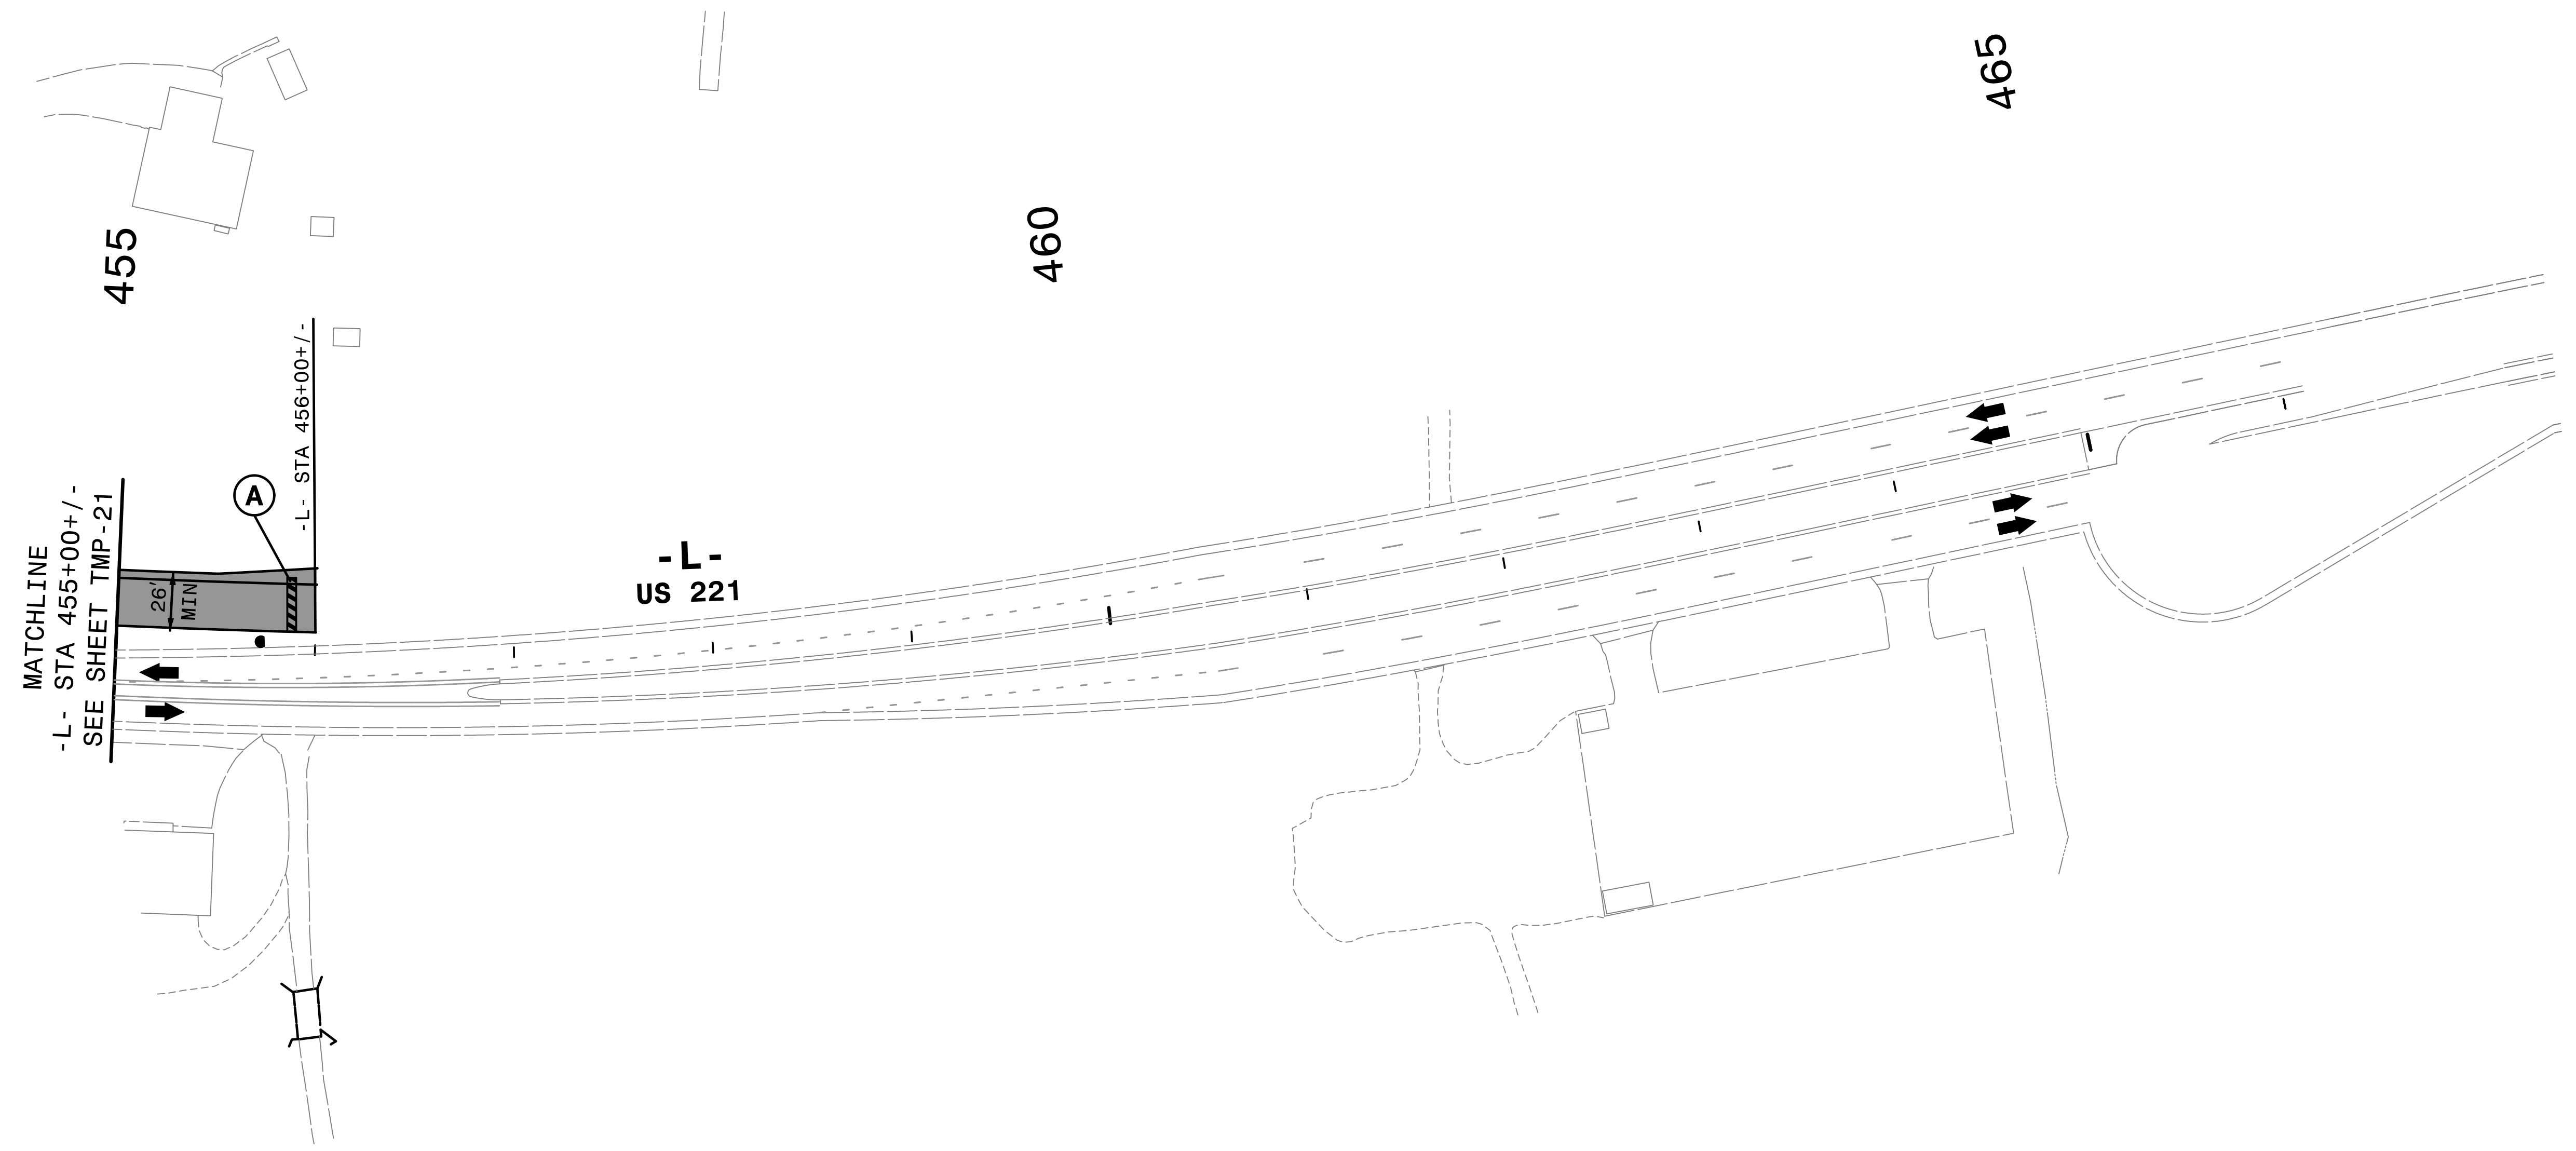 455
460
465
-L- STA 456+00+/-
A
MATCHLINE
-L- STA 455+00+/-
SEE SHEET TMP-21
26'
MIN
-L-
US 221